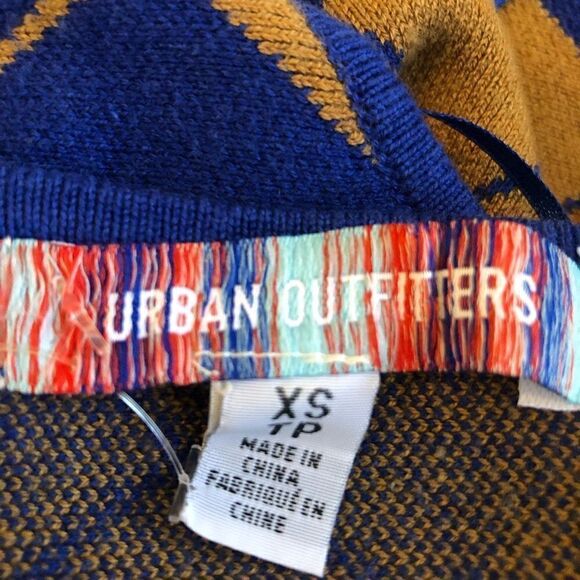 URBAN OUTFITTERS
XS
TP
MADE IN
CHINA
FABRIQUÉ EN
CHINE